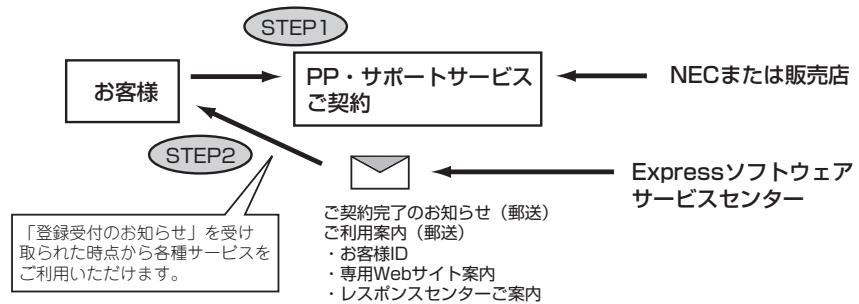 STEP1
お客様
PP・サポートサービス
ご契約
NECまたは販売店
STEP2
Expressソフトウェア
サービスセンター
「登録受付のお知らせ」を受け
取られた時点から各種サービスを
ご利用いただけます。
ご契約完了のお知らせ（郵送）
ご利用案内（郵送）
・お客様ID
・専用Webサイト案内
・レスポンスセンターご案内